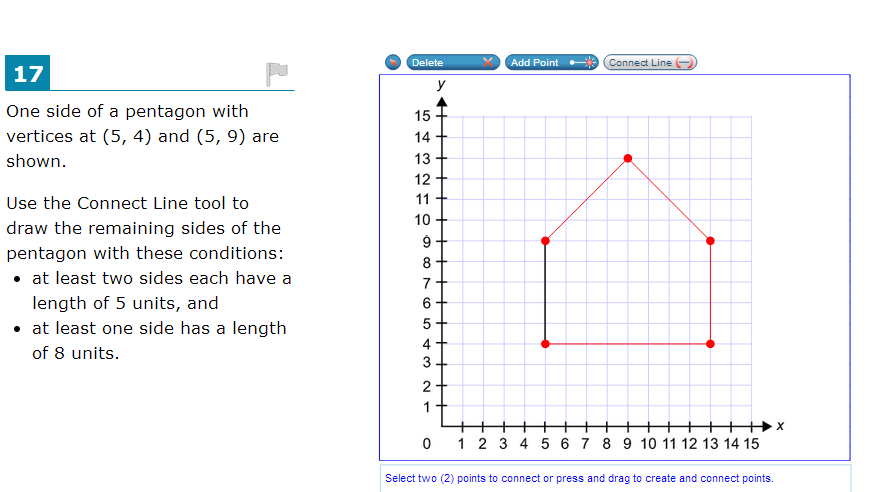 17
One side of a pentagon with
vertices at (5, 4) and (5, 9) are
shown.
Use the Connect Line tool to
draw the remaining sides of the
pentagon with these conditions:
• at least two sides each have a
length of 5 units, and
• at least one side has a length
of 8 units.
Delete Add Point Connect Line
y
15
14
13
12
11
10
9
8
7
6
5
4
3
2
1
x
0 1 2 3 4 5 6 7 8 9 10 11 12 13 14 15
Select two (2) points to connect or press and drag to create and connect points.